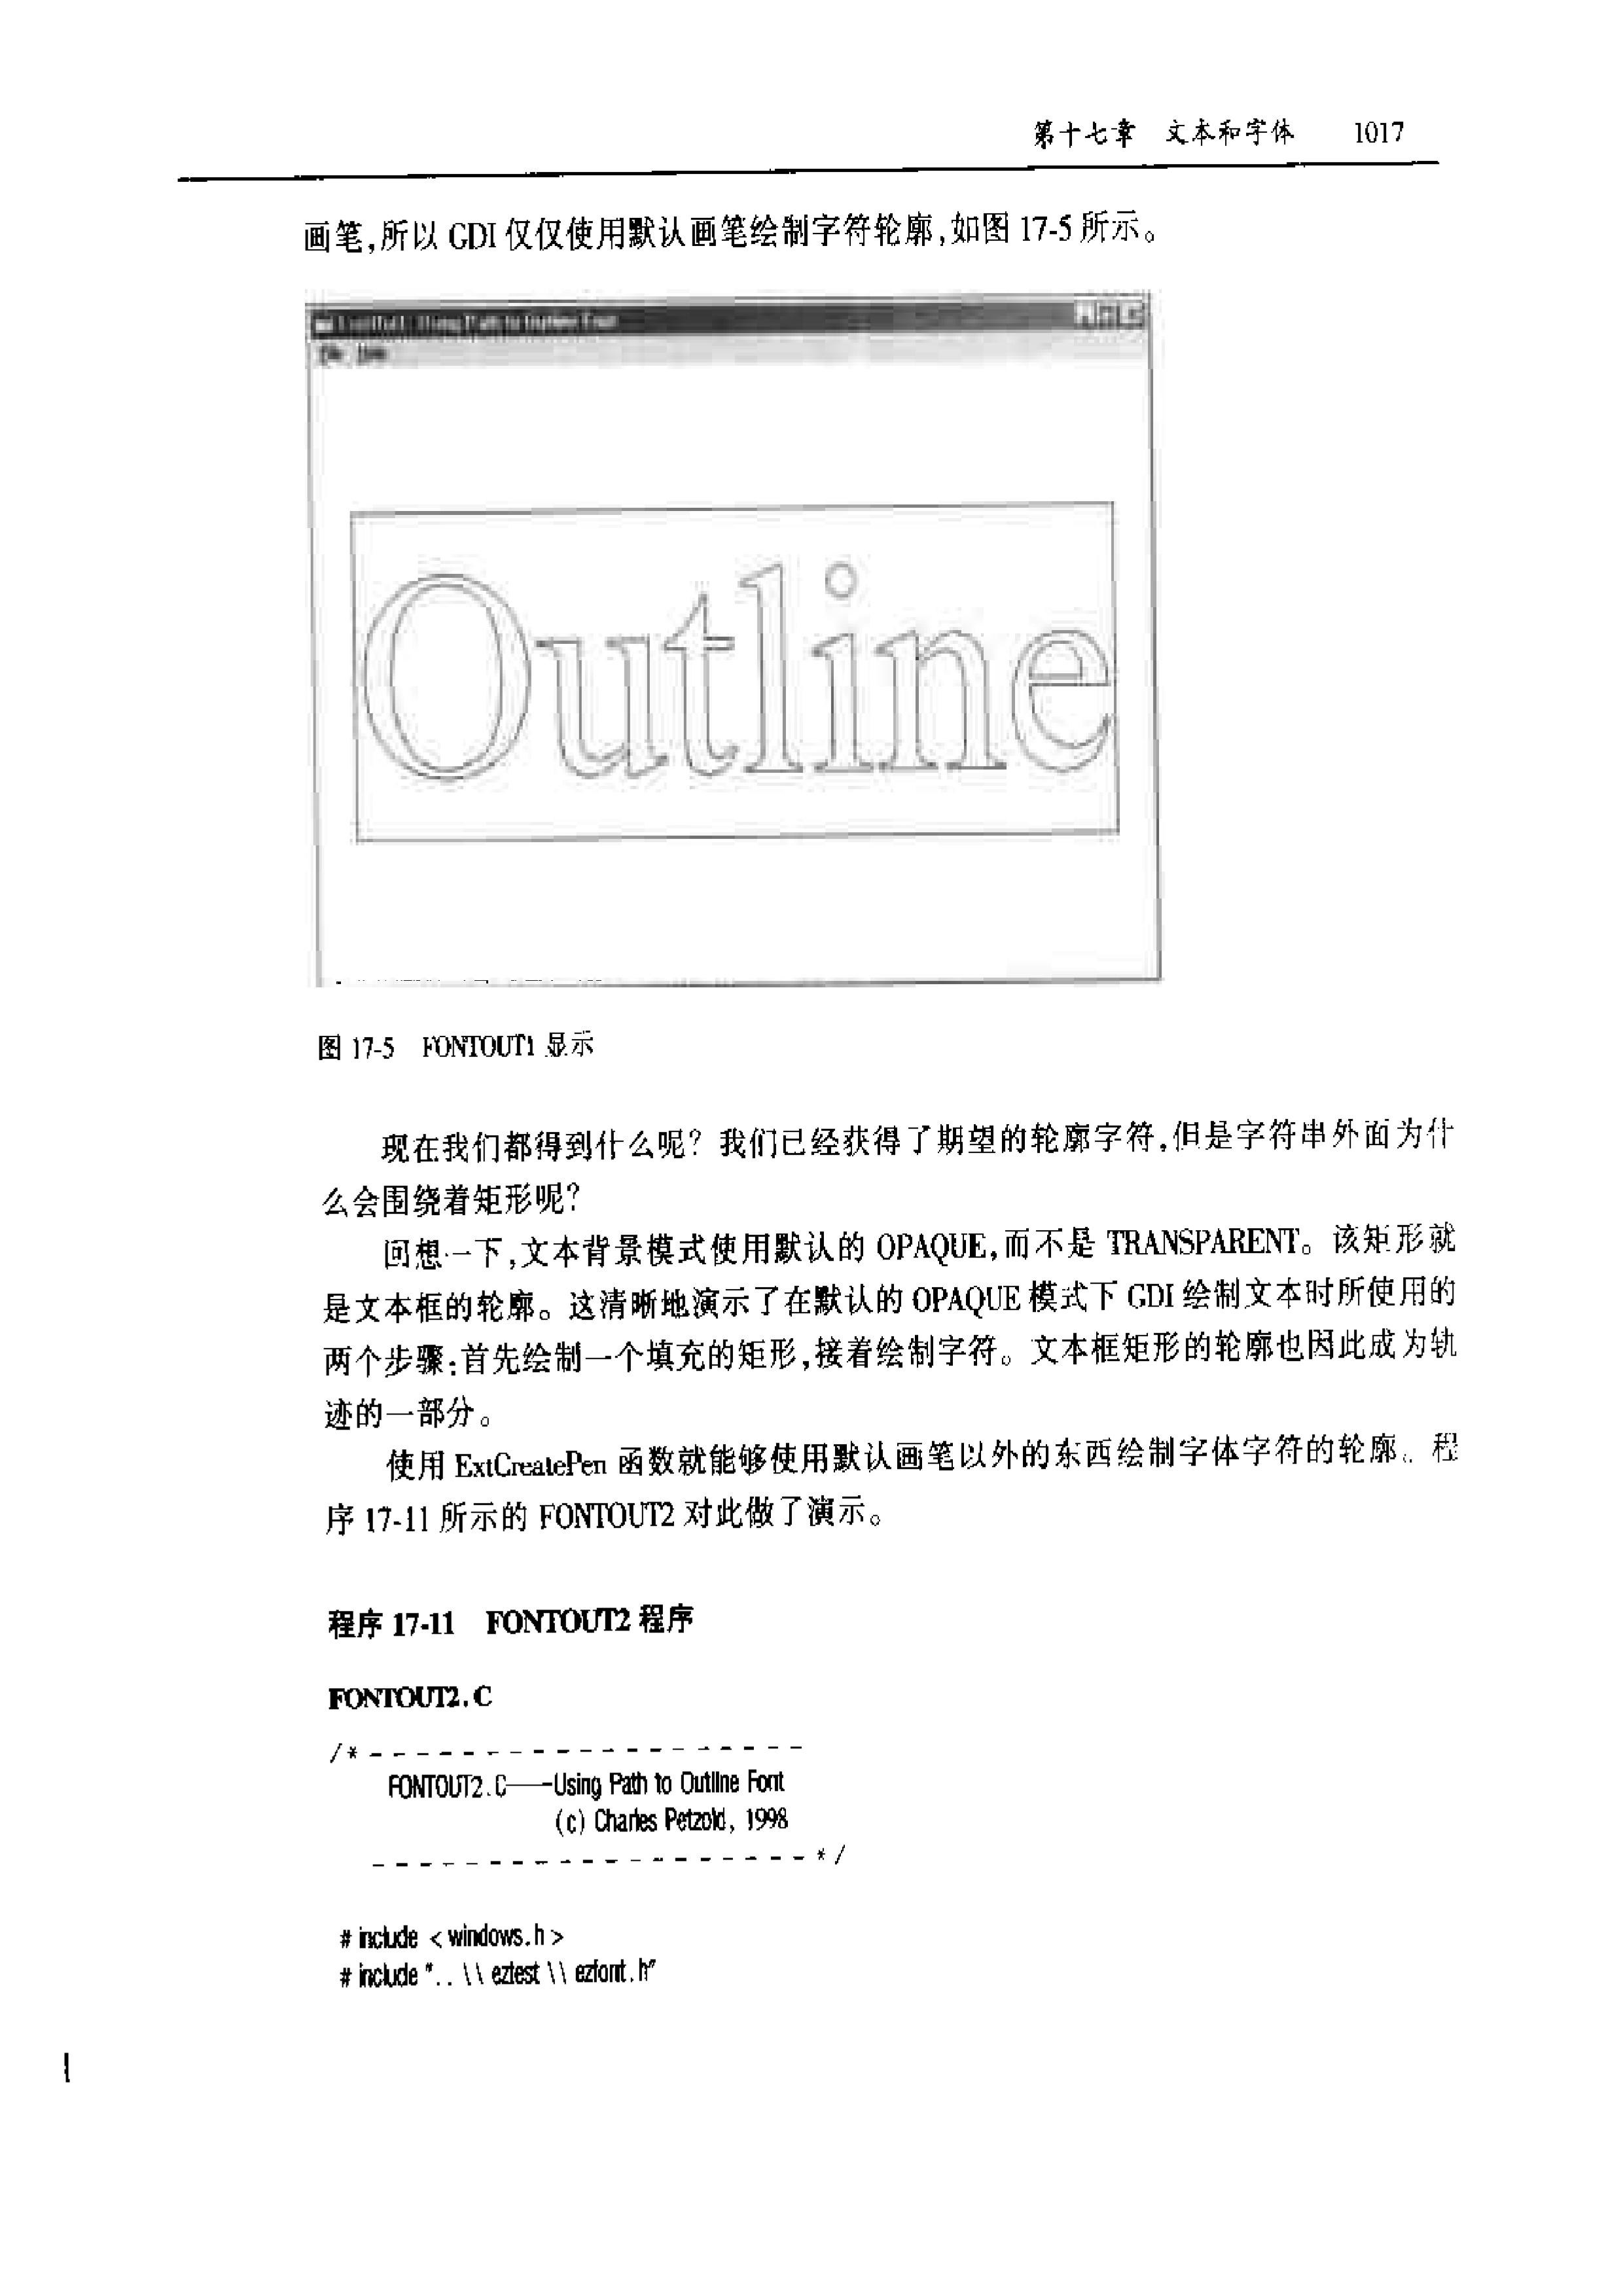 第十七章 文本和字体 1017
画笔,所以 GDI 仅仅使用默认画笔绘制字符轮廓,如图 17-5 所示。
Using Path to Outline Font
Outline
图 17-5 FONTOUT1 显示
现在我们都得到什么呢? 我们已经获得了期望的轮廓字符,但是字符串外面为什
么会围绕着矩形呢?
回想一下,文本背景模式使用默认的 OPAQUE,而不是 TRANSPARENT。该矩形就
是文本框的轮廓。这清晰地演示了在默认的 OPAQUE 模式下 GDI 绘制文本时所使用的
两个步骤:首先绘制一个填充的矩形,接着绘制字符。文本框矩形的轮廓也因此成为轨
迹的一部分。
使用 ExtCreatePen 函数就能够使用默认画笔以外的东西绘制字体字符的轮廓。程
序 17-11 所示的 FONTOUT2 对此做了演示。
程序 17-11 FONTOUT2 程序
FONTOUT2.C
/* - - - - - - - - - - - - - - - - - - -
FONTOUT2.C——Using Path to Outline Font
(c) Charles Petzold, 1998
- - - - - - - - - - - - - - - - - - - */
# include < windows.h >
# include ".. \\ eztest \\ ezfont.h"